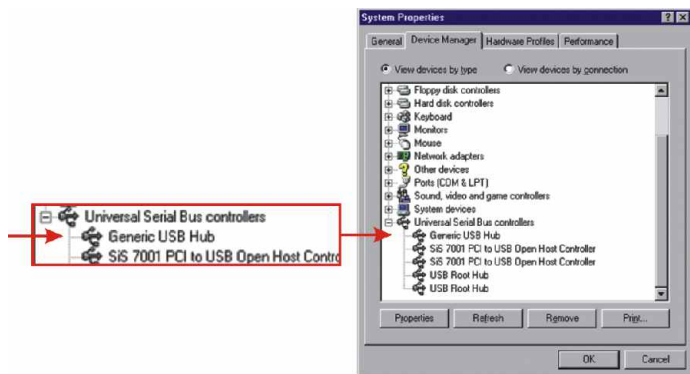 System Properties
General Device Manager Hardware Profiles Performance
View devices by type View devices by connection
Floppy disk controllers
Hard disk controllers
Keyboard
Monitors
Mouse
Network adapters
Other devices
Ports (COM & LPT)
Sound, video and game controllers
System devices
Universal Serial Bus controllers
Generic USB Hub
SiS 7001 PCI to USB Open Host Controller
SiS 7001 PCI to USB Open Host Controller
USB Root Hub
USB Root Hub
Properties Refresh Remove Print...
OK Cancel
Universal Serial Bus controllers
Generic USB Hub
SiS 7001 PCI to USB Open Host Contro